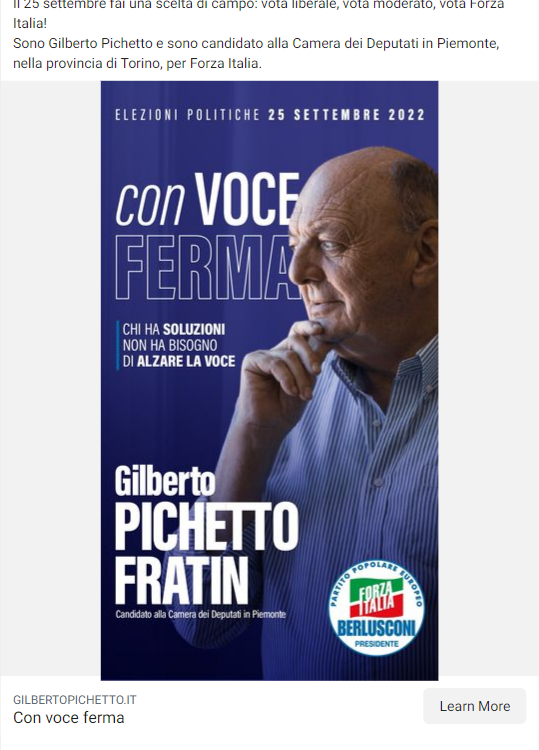 Il 25 settembre fai una scelta di campo: vota liberale, vota moderato, vota Forza
Italia!
Sono Gilberto Pichetto e sono candidato alla Camera dei Deputati in Piemonte,
nella provincia di Torino, per Forza Italia.
ELEZIONI POLITICHE 25 SETTEMBRE 2022
con VOCE
FERMA
CHI HA SOLUZIONI
NON HA BISOGNO
DI ALZARE LA VOCE
Gilberto
PICHETTO
FRATIN
Candidato alla Camera dei Deputati in Piemonte
PARTITO POPOLARE EUROPEO
FORZA
ITALIA
BERLUSCONI
PRESIDENTE
GILBERTOPICHETTO.IT
Con voce ferma
Learn More